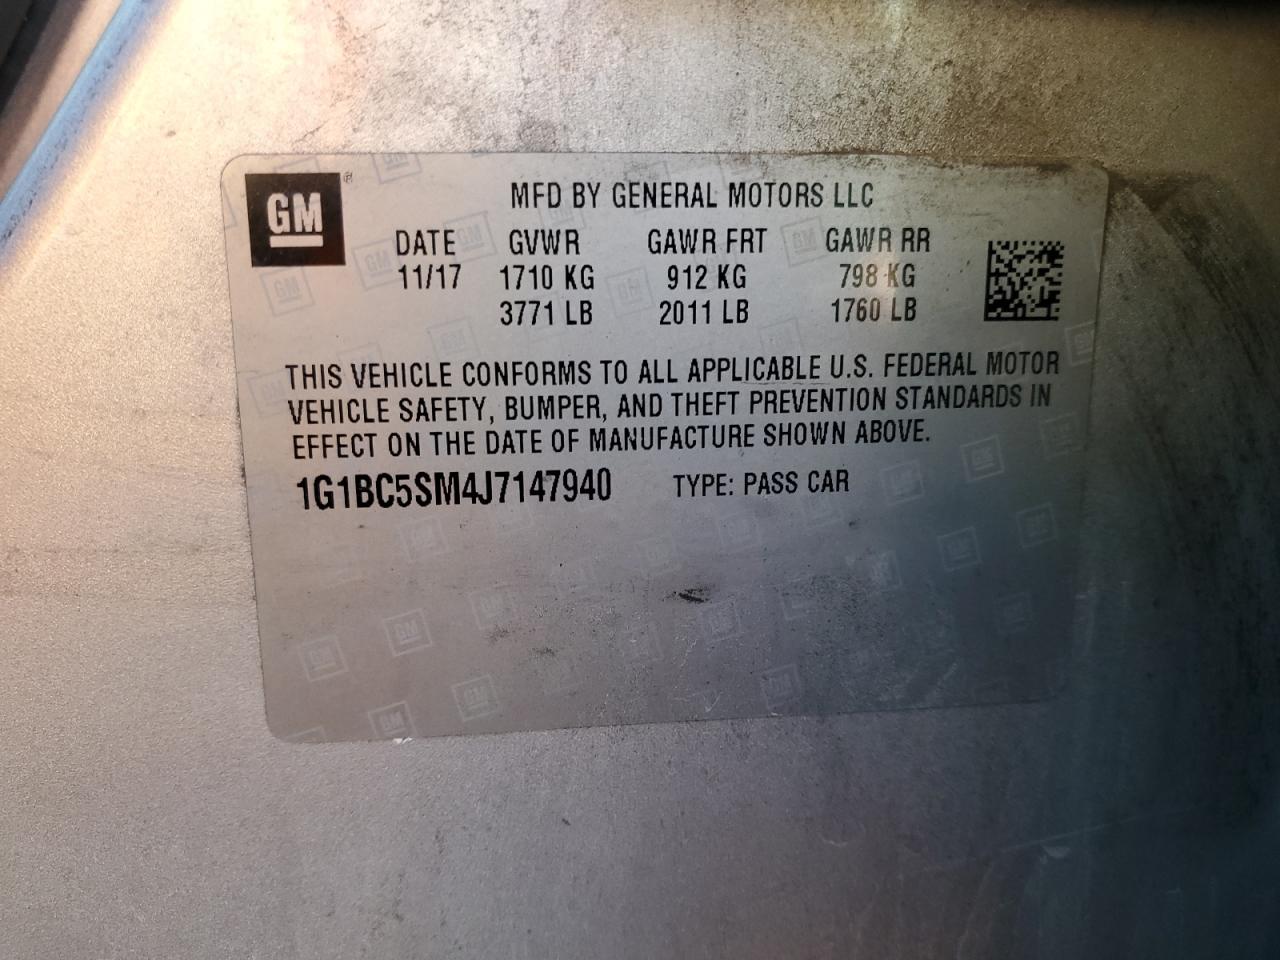 GM ®
MFD BY GENERAL MOTORS LLC
DATE GVWR GAWR FRT GAWR RR
11/17 1710 KG 912 KG 798 KG
3771 LB 2011 LB 1760 LB
THIS VEHICLE CONFORMS TO ALL APPLICABLE U.S. FEDERAL MOTOR
VEHICLE SAFETY, BUMPER, AND THEFT PREVENTION STANDARDS IN
EFFECT ON THE DATE OF MANUFACTURE SHOWN ABOVE.
1G1BC5SM4J7147940 TYPE: PASS CAR